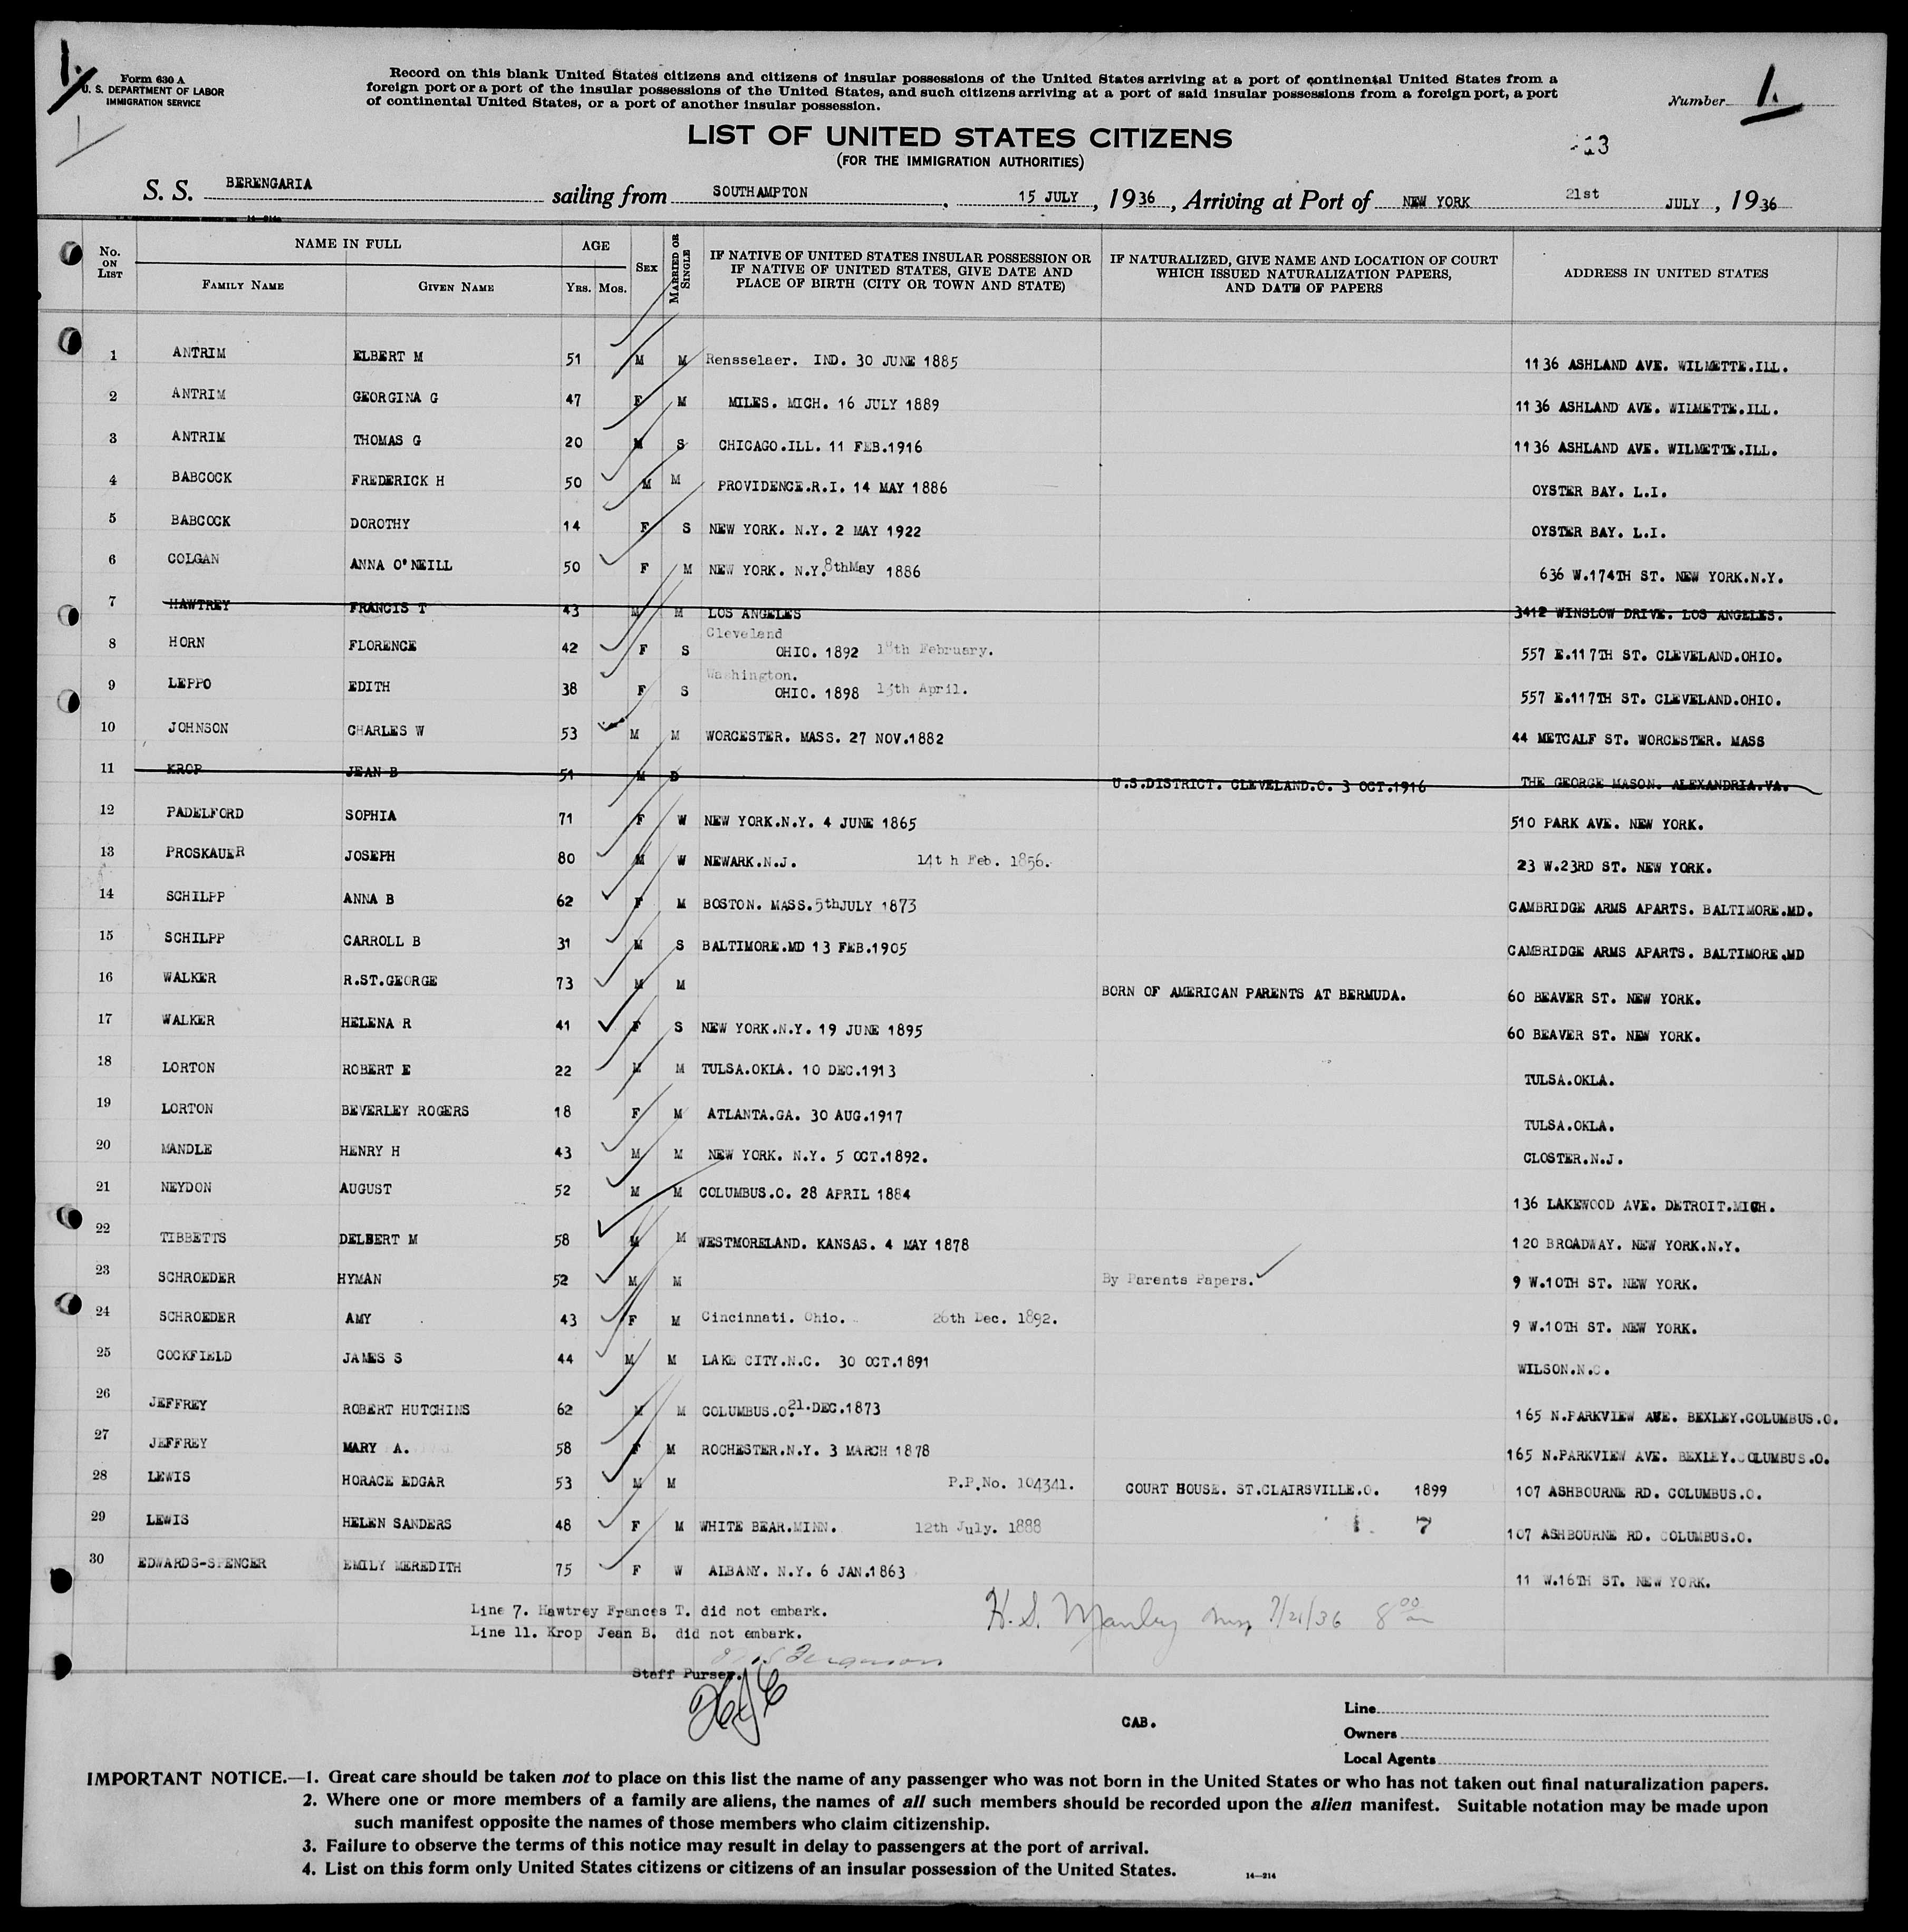 1.
Form 630 A
U. S. DEPARTMENT OF LABOR
IMMIGRATION SERVICE
Record on this blank United States citizens and citizens of insular possessions of the United States arriving at a port of continental United States from a
foreign port or a port of the insular possessions of the United States, and such citizens arriving at a port of said insular possessions from a foreign port, a port
of continental United States, or a port of another insular possession.
Number 1.
1
LIST OF UNITED STATES CITIZENS
(FOR THE IMMIGRATION AUTHORITIES)
13
S. S. BERENGARIA sailing from SOUTHAMPTON, 15 JULY, 1936, Arriving at Port of NEW YORK 21st JULY, 1936
14-214
No. ON LIST NAME IN FULL FAMILY NAME GIVEN NAME AGE YRS. MOS. SEX MARRIED OR SINGLE IF NATIVE OF UNITED STATES INSULAR POSSESSION OR IF NATIVE OF UNITED STATES, GIVE DATE AND PLACE OF BIRTH (CITY OR TOWN AND STATE) IF NATURALIZED, GIVE NAME AND LOCATION OF COURT WHICH ISSUED NATURALIZATION PAPERS, AND DATE OF PAPERS ADDRESS IN UNITED STATES
1 ANTRIM ELBERT M 51 M M Rensselaer. IND. 30 JUNE 1885 1136 ASHLAND AVE. WILMETTE.ILL.
2 ANTRIM GEORGINA G 47 F M MILES. MICH. 16 JULY 1889 1136 ASHLAND AVE. WILMETTE.ILL.
3 ANTRIM THOMAS G 20 M S CHICAGO.ILL. 11 FEB.1916 1136 ASHLAND AVE. WILMETTE.ILL.
4 BABCOCK FREDERICK H 50 M M PROVIDENCE.R.I. 14 MAY 1886 OYSTER BAY. L.I.
5 BABCOCK DOROTHY 14 F S NEW YORK. N.Y. 2 MAY 1922 OYSTER BAY. L.I.
6 COLGAN ANNA O'NEILL 50 F M NEW YORK. N.Y. 8thMay 1886 636 W.174TH ST. NEW YORK.N.Y.
7 HAWTREY FRANCIS T 43 M M LOS ANGELES 3412 WINSLOW DRIVE. LOS ANGELES.
8 HORN FLORENCE 42 F S Cleveland OHIO. 1892 18th February. 557 E.117TH ST. CLEVELAND.OHIO.
9 LEPPO EDITH 38 F S Washington. OHIO. 1898 15th April. 557 E.117TH ST. CLEVELAND.OHIO.
10 JOHNSON CHARLES W 53 M M WORCESTER. MASS. 27 NOV.1882 44 METCALF ST. WORCESTER. MASS
11 KROP JEAN B 51 M D U.S.DISTRICT. CLEVELAND.O. 3 OCT.1916 THE GEORGE MASON. ALEXANDRIA.VA.
12 PADELFORD SOPHIA 71 F W NEW YORK.N.Y. 4 JUNE 1865 510 PARK AVE. NEW YORK.
13 PROSKAUER JOSEPH 80 M W NEWARK.N.J. 14th Feb. 1856. 23 W.23RD ST. NEW YORK.
14 SCHILPP ANNA B 62 F M BOSTON. MASS.5thJULY 1873 CAMBRIDGE ARMS APARTS. BALTIMORE.MD.
15 SCHILPP CARROLL B 31 M S BALTIMORE.MD 13 FEB.1905 CAMBRIDGE ARMS APARTS. BALTIMORE.MD
16 WALKER R.ST.GEORGE 73 M M BORN OF AMERICAN PARENTS AT BERMUDA. 60 BEAVER ST. NEW YORK.
17 WALKER HELENA R 41 F S NEW YORK.N.Y. 19 JUNE 1895 60 BEAVER ST. NEW YORK.
18 LORTON ROBERT E 22 M M TULSA.OKLA. 10 DEC.1913 TULSA.OKLA.
19 LORTON BEVERLEY ROGERS 18 F M ATLANTA.GA. 30 AUG.1917 TULSA.OKLA.
20 MANDLE HENRY H 43 M M NEW YORK. N.Y. 5 OCT.1892. CLOSTER.N.J.
21 NEYDON AUGUST 52 M M COLUMBUS.O. 28 APRIL 1884 136 LAKEWOOD AVE. DETROIT.MICH.
22 TIBBETTS DELBERT M 58 M M WESTMORELAND. KANSAS. 4 MAY 1878 120 BROADWAY. NEW YORK.N.Y.
23 SCHROEDER HYMAN 52 M M By Parents Papers. 9 W.10TH ST. NEW YORK.
24 SCHROEDER AMY 43 F M Cincinnati. Ohio. 26th Dec. 1892. 9 W.10TH ST. NEW YORK.
25 COCKFIELD JAMES S 44 M M LAKE CITY.N.C. 30 OCT.1891 WILSON.N.C.
26 JEFFREY ROBERT HUTCHINS 62 M M COLUMBUS.O. 21.DEC.1873 165 N.PARKVIEW AVE. BEXLEY.COLUMBUS.O.
27 JEFFREY MARY A. 58 F M ROCHESTER.N.Y. 3 MARCH 1878 165 N.PARKVIEW AVE. BEXLEY.COLUMBUS.O.
28 LEWIS HORACE EDGAR 53 M M P.P.No. 104341. COURT HOUSE. ST.CLAIRSVILLE.O. 1899 107 ASHBOURNE RD. COLUMBUS.O.
29 LEWIS HELEN SANDERS 48 F M WHITE BEAR.MINN. 12th July. 1888 7 107 ASHBOURNE RD. COLUMBUS.O.
30 EDWARDS-SPENCER EMILY MEREDITH 75 F W ALBANY. N.Y. 6 JAN.1863 11 W.16TH ST. NEW YORK.
Line 7. Hawtrey Frances T. did not embark.
Line 11. Krop Jean B. did not embark.
H. S. Manley 7/21/36 8 00
Ferguson
Staff Purser.
CAB.
Line
Owners
Local Agents
IMPORTANT NOTICE.—1. Great care should be taken not to place on this list the name of any passenger who was not born in the United States or who has not taken out final naturalization papers.
2. Where one or more members of a family are aliens, the names of all such members should be recorded upon the alien manifest. Suitable notation may be made upon
such manifest opposite the names of those members who claim citizenship.
3. Failure to observe the terms of this notice may result in delay to passengers at the port of arrival.
4. List on this form only United States citizens or citizens of an insular possession of the United States.
14-214